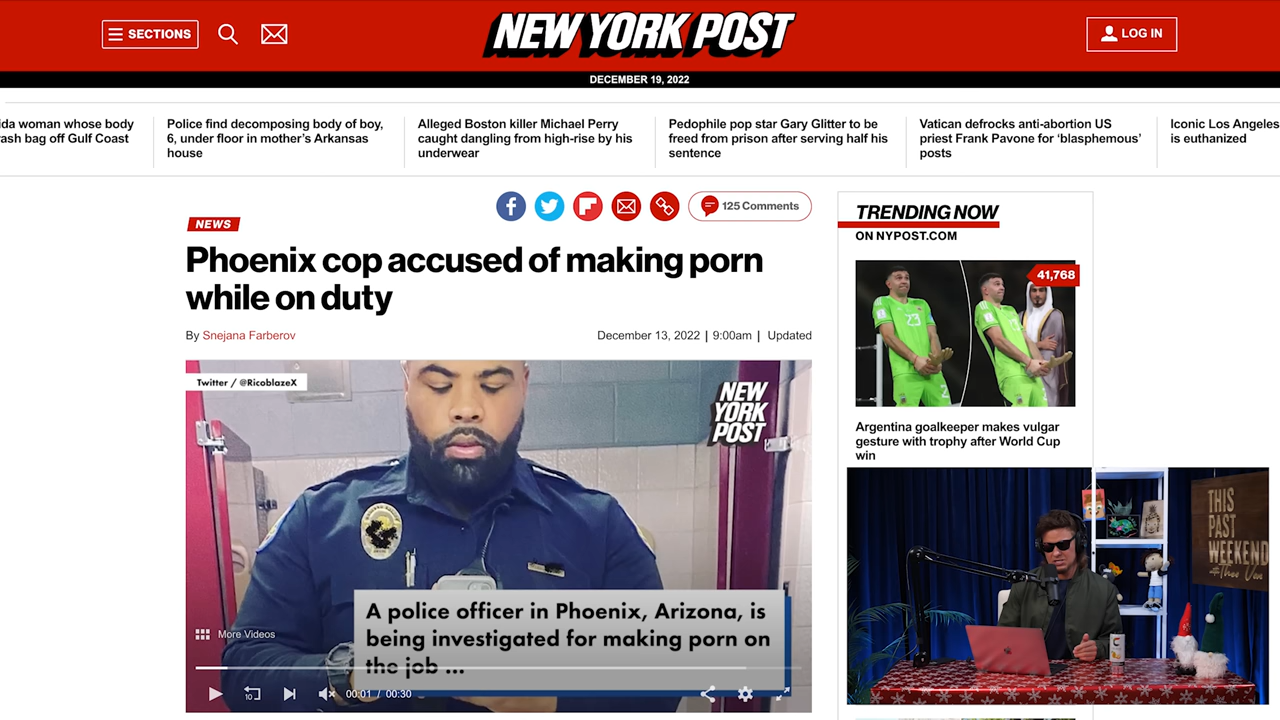 SECTIONS
NEW YORK POST
LOG IN
DECEMBER 19, 2022
ida woman whose body
ash bag off Gulf Coast
Police find decomposing body of boy,
6, under floor in mother's Arkansas
house
Alleged Boston killer Michael Perry
caught dangling from high-rise by his
underwear
Pedophile pop star Gary Glitter to be
freed from prison after serving half his
sentence
Vatican defrocks anti-abortion US
priest Frank Pavone for ‘blasphemous’
posts
Iconic Los Angeles
is euthanized
125 Comments
NEWS
Phoenix cop accused of making porn
while on duty
By Snejana Farberov
December 13, 2022 | 9:00am | Updated
Twitter / @RicoblazeX
NEW
YORK
POST
A police officer in Phoenix, Arizona, is
being investigated for making porn on
the job ...
More Videos
10
00:01 / 00:30
TRENDING NOW
ON NYPOST.COM
41,768
23
Argentina goalkeeper makes vulgar
gesture with trophy after World Cup
win
THIS
PAST
WEEKEND
#Theo Von